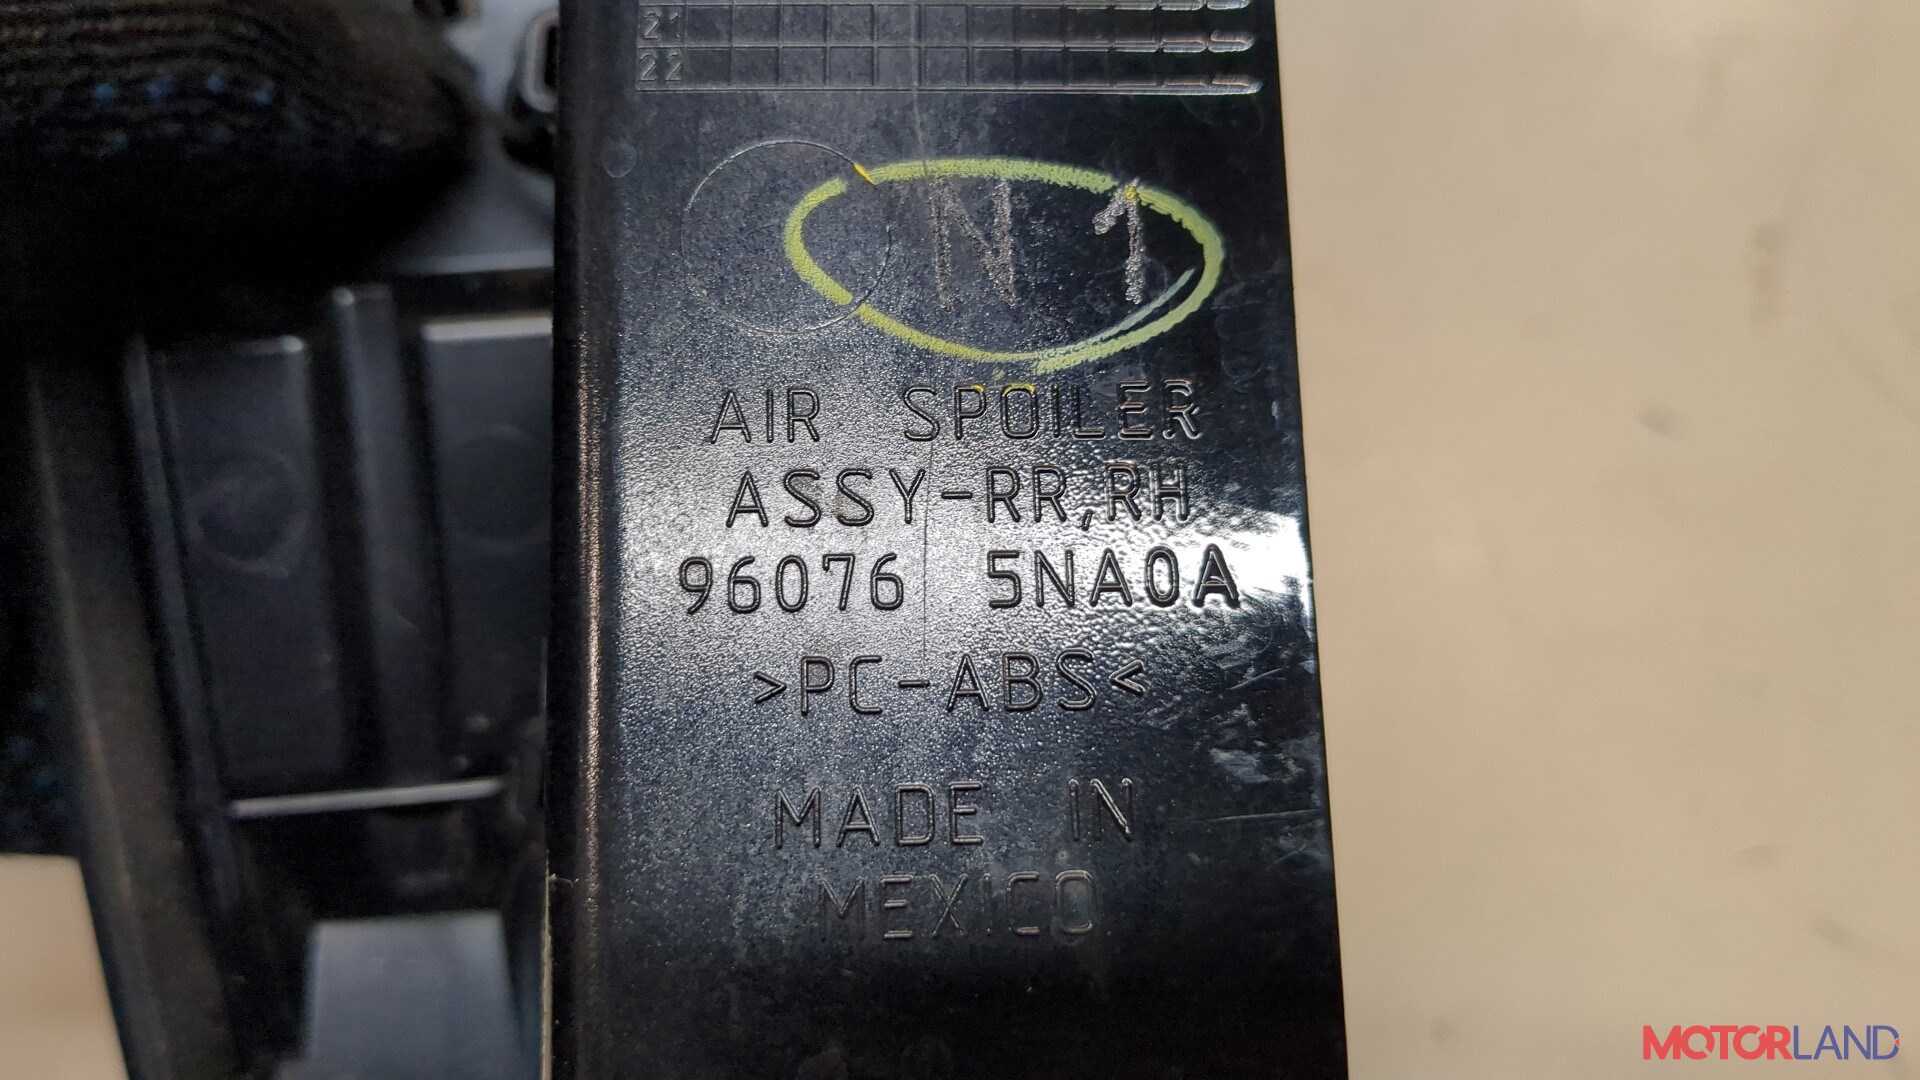 21
22
N1
AIR SPOILER
ASSY-RR,RH
96076 5NA0A
>PC-ABS<
MADE IN
MEXICO
MOTORLAND